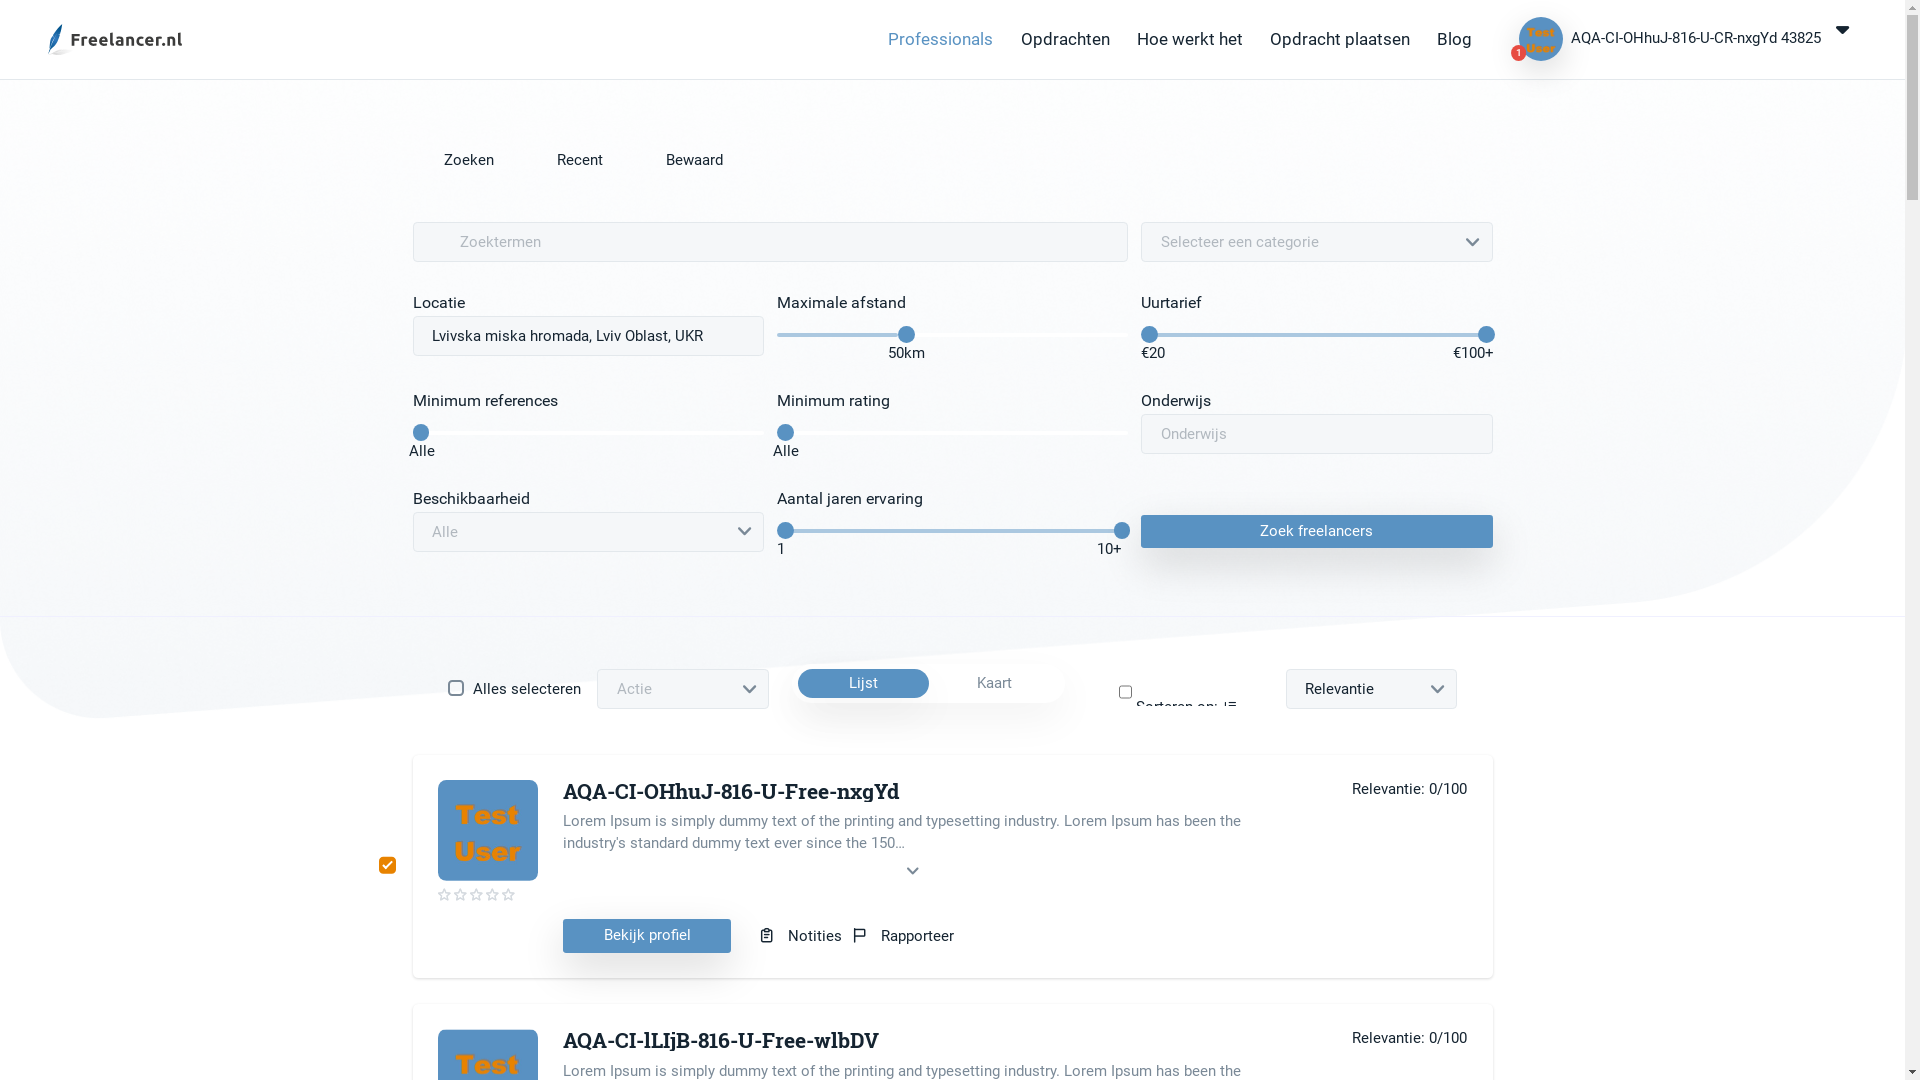 Freelancer.nl
Professionals
Opdrachten
Hoe werkt het
Opdracht plaatsen
Blog
Test
User
1
AQA-CI-OHhuJ-816-U-CR-nxgYd 43825
Zoeken
Recent
Bewaard
Zoektermen
Selecteer een categorie
Locatie
Maximale afstand
Uurtarief
Lvivska miska hromada, Lviv Oblast, UKR
50km
€20
€100+
Minimum references
Minimum rating
Onderwijs
Alle
Alle
Onderwijs
Beschikbaarheid
Aantal jaren ervaring
Alle
1
10+
Zoek freelancers
Alles selecteren
Actie
Lijst
Kaart
Sorteren op:
Relevantie
Test
User
AQA-CI-OHhuJ-816-U-Free-nxgYd
Relevantie: 0/100
Lorem Ipsum is simply dummy text of the printing and typesetting industry. Lorem Ipsum has been the
industry's standard dummy text ever since the 150...
Bekijk profiel
Notities
Rapporteer
Test
AQA-CI-lLIjB-816-U-Free-wlbDV
Relevantie: 0/100
Lorem Ipsum is simply dummy text of the printing and typesetting industry. Lorem Ipsum has been the